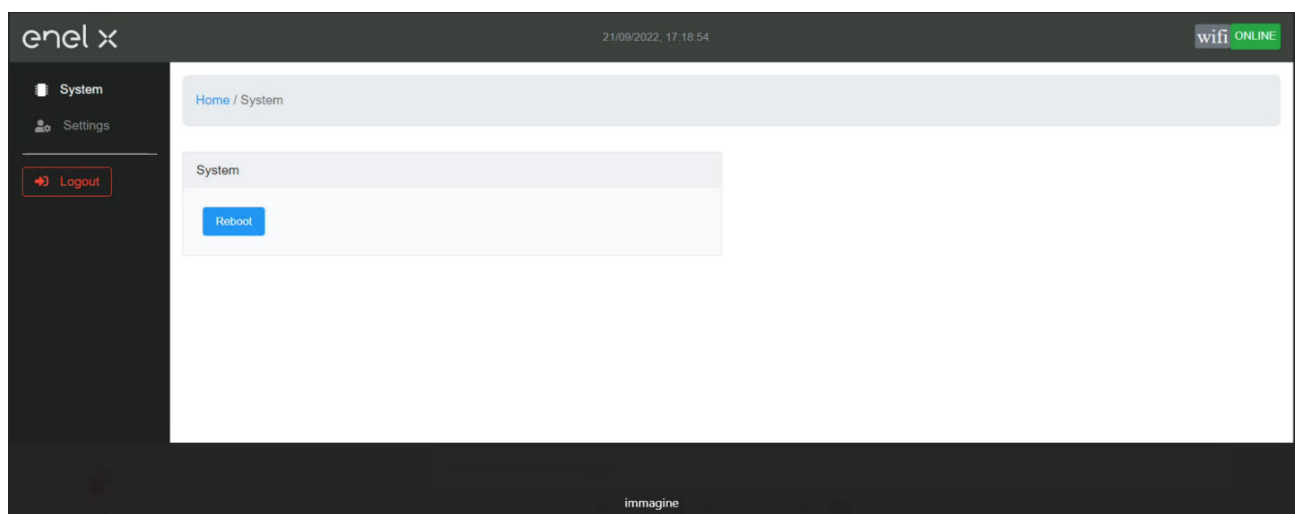 enel x
21/09/2022, 17:18:54
wifi ONLINE
System
Settings
Logout
Home / System
System
Reboot
immagine